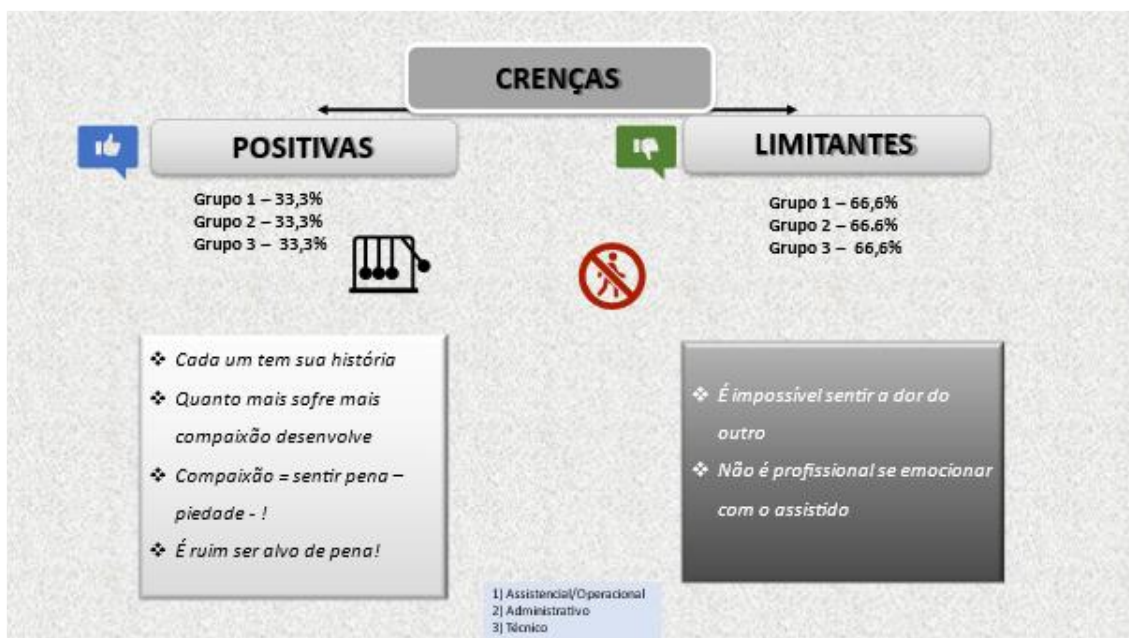 CRENÇAS
POSITIVAS
Grupo 1 – 33,3%
Grupo 2 – 33,3%
Grupo 3 – 33,3%
❖ Cada um tem sua história
❖ Quanto mais sofre mais
compaixão desenvolve
❖ Compaixão = sentir pena –
piedade - !
❖ É ruim ser alvo de pena!
LIMITANTES
Grupo 1 – 66,6%
Grupo 2 – 66.6%
Grupo 3 – 66,6%
❖ É impossível sentir a dor do
outro
❖ Não é profissional se emocionar
com o assistido
1) Assistencial/Operacional
2) Administrativo
3) Técnico